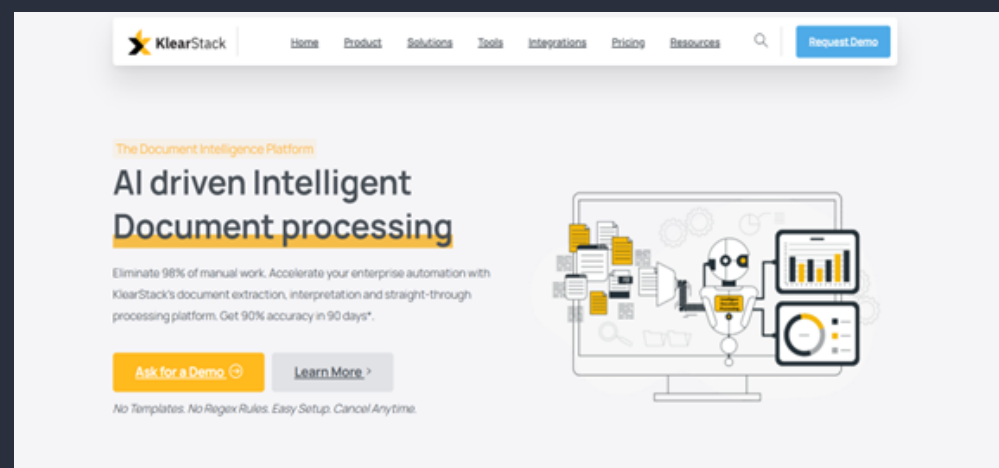 KlearStack
Home Product Solutions Tools Integrations Pricing Resources
Request Demo
The Document Intelligence Platform
AI driven Intelligent
Document processing
Eliminate 98% of manual work. Accelerate your enterprise automation with
KlearStack's document extraction, interpretation and straight-through
processing platform. Get 90% accuracy in 90 days*.
Ask for a Demo
Learn More
No Templates. No Regex Rules. Easy Setup. Cancel Anytime.
Intelligent
Document
Processing